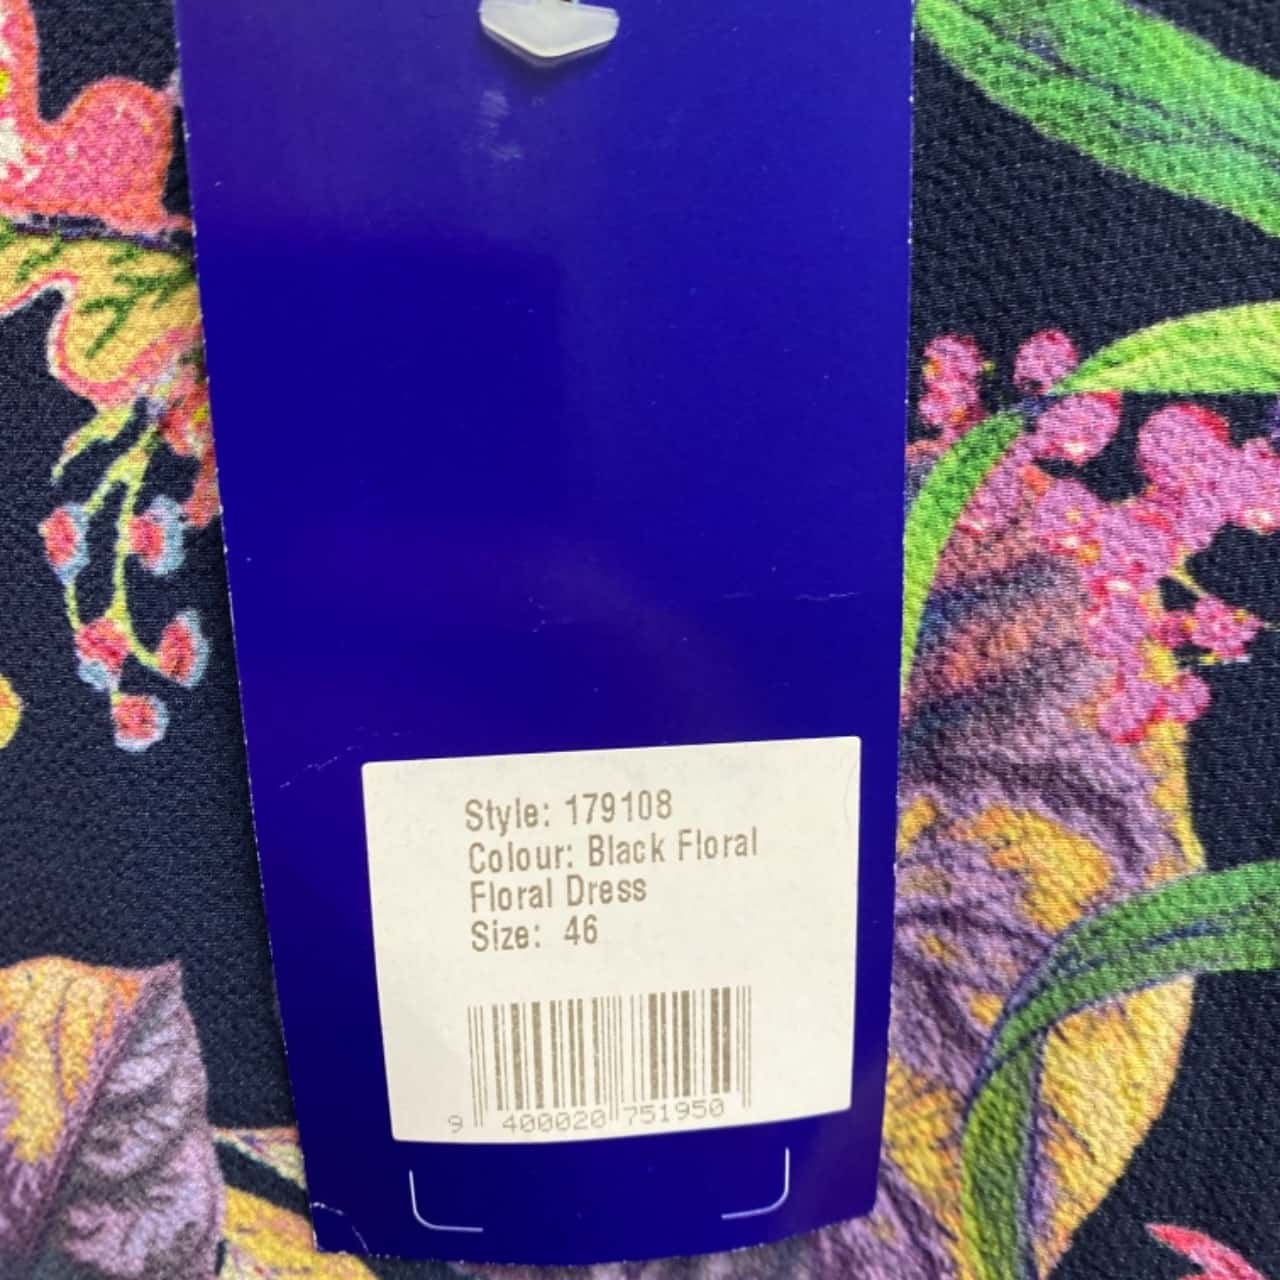 Style: 179108
Colour: Black Floral
Floral Dress
Size: 46
9 400020 751950